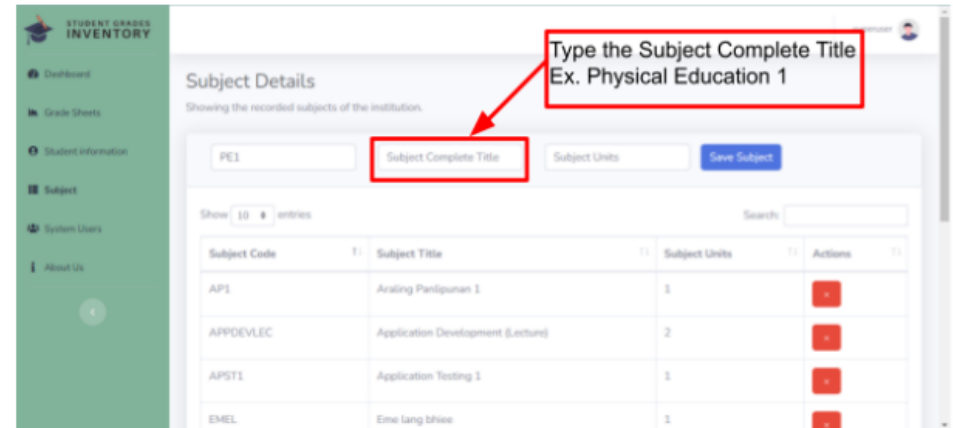 STUDENT GRADES
INVENTORY
superuser
Type the Subject Complete Title
Ex. Physical Education 1
Dashboard
Subject Details
Grade Sheets
Showing the recorded subjects of the institution.
Student information
PE1
Subject Complete Title
Subject Units
Save Subject
Subject
System Users
Show 10 entries
Search:
About Us
Subject Code
Subject Title
Subject Units
Actions
AP1
Araling Panlipunan 1
1
×
APPDEVLEC
Application Development (Lecture)
2
×
APST1
Application Testing 1
1
×
EMEL
Eme lang bhiee
1
×